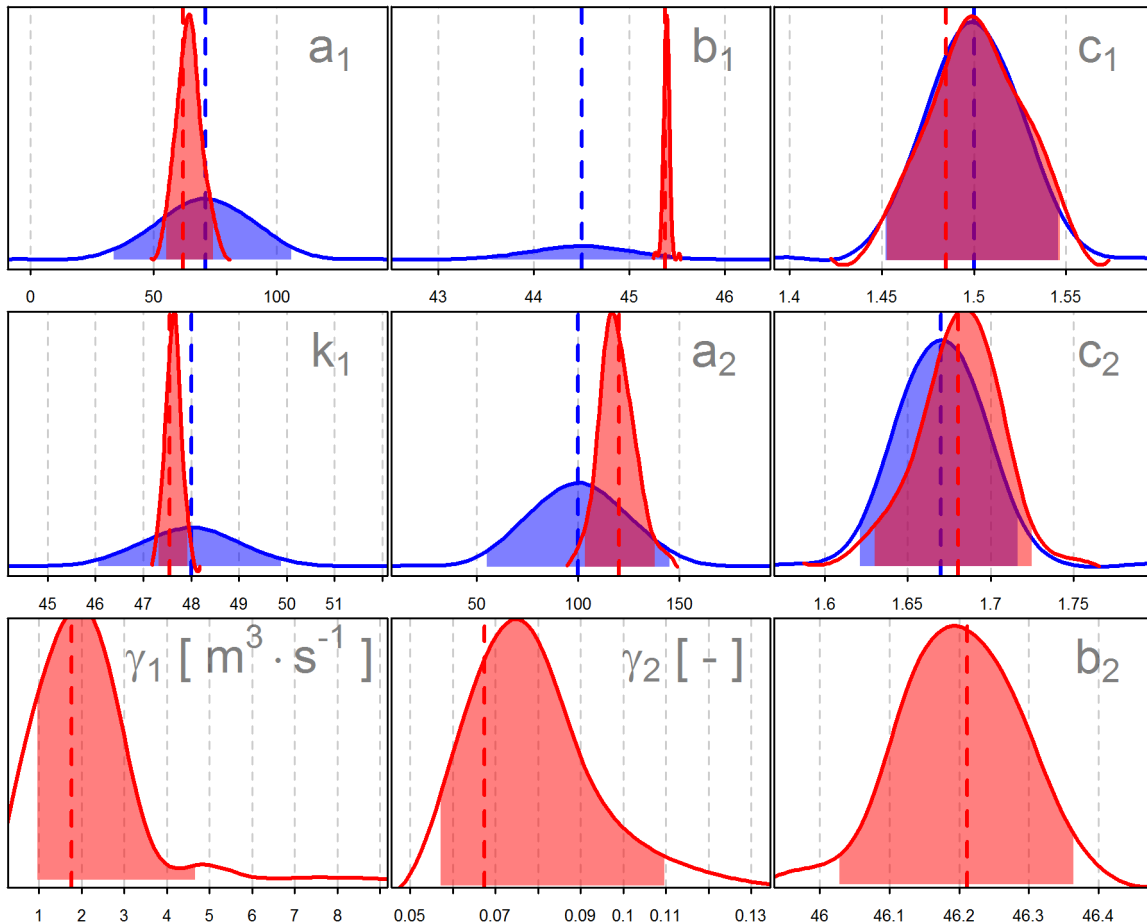 a₁ b₁ c₁
0 50 100 43 44 45 46 1.4 1.45 1.5 1.55
k₁ a₂ c₂
45 46 47 48 49 50 51 50 100 150 1.6 1.65 1.7 1.75
γ₁ [ m³ · s⁻¹ ] γ₂ [ - ] b₂
1 2 3 4 5 6 7 8 0.05 0.07 0.09 0.1 0.11 0.13 46 46.1 46.2 46.3 46.4